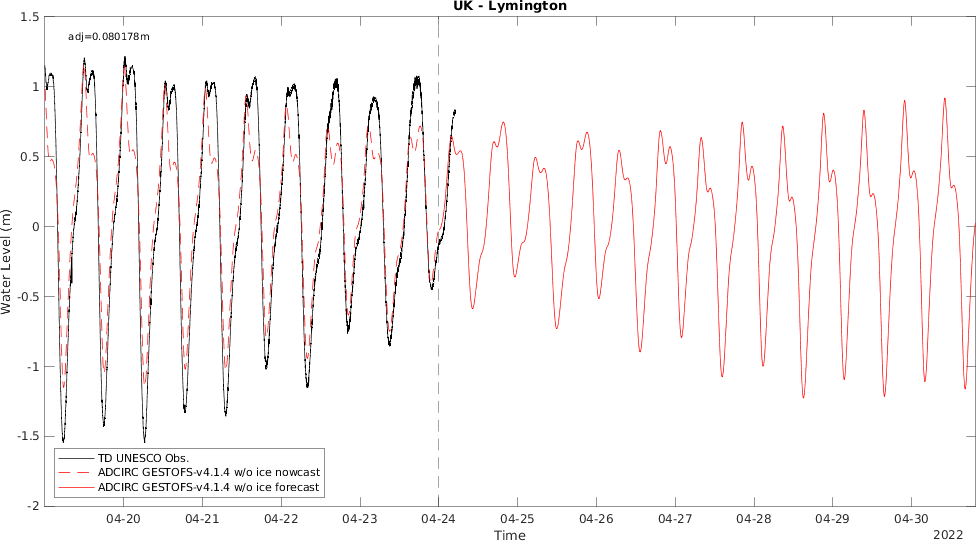 UK - Lymington
adj=0.080178m
1.5
1
0.5
0
-0.5
-1
-1.5
-2
Water Level (m)
TD UNESCO Obs.
ADCIRC GESTOFS-v4.1.4 w/o ice nowcast
ADCIRC GESTOFS-v4.1.4 w/o ice forecast
04-20 04-21 04-22 04-23 04-24 04-25 04-26 04-27 04-28 04-29 04-30
Time
2022